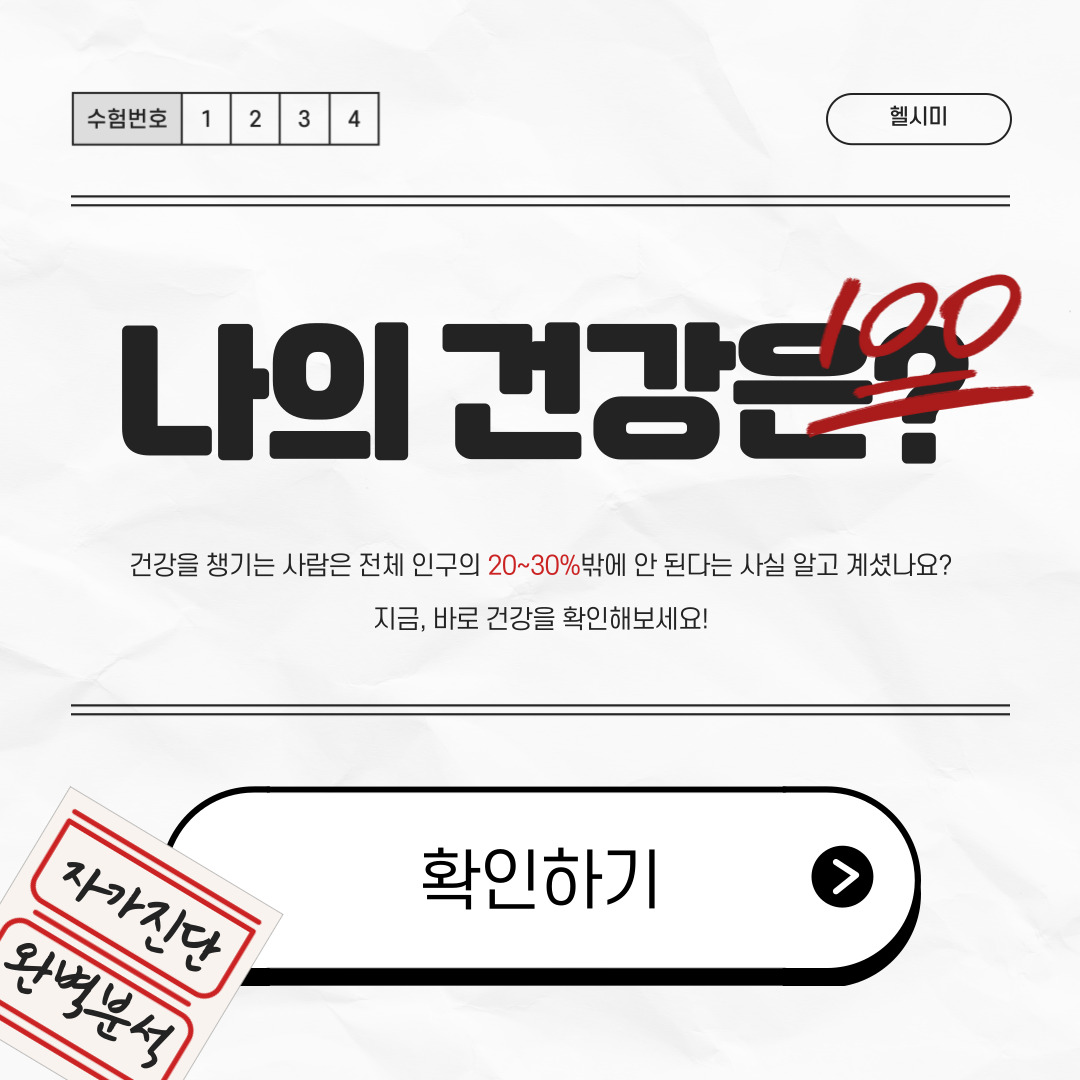 수험번호 1 2 3 4
헬시미
100
나의 건강은?
건강을 챙기는 사람은 전체 인구의 20~30%밖에 안 된다는 사실 알고 계셨나요?
지금, 바로 건강을 확인해보세요!
확인하기
자가진단
완벽분석